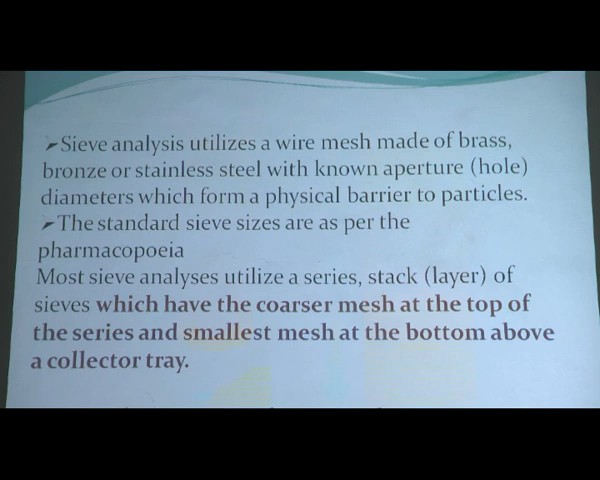 ➤Sieve analysis utilizes a wire mesh made of brass,
bronze or stainless steel with known aperture (hole)
diameters which form a physical barrier to particles.
➤The standard sieve sizes are as per the
pharmacopoeia
Most sieve analyses utilize a series, stack (layer) of
sieves which have the coarser mesh at the top of
the series and smallest mesh at the bottom above
a collector tray.